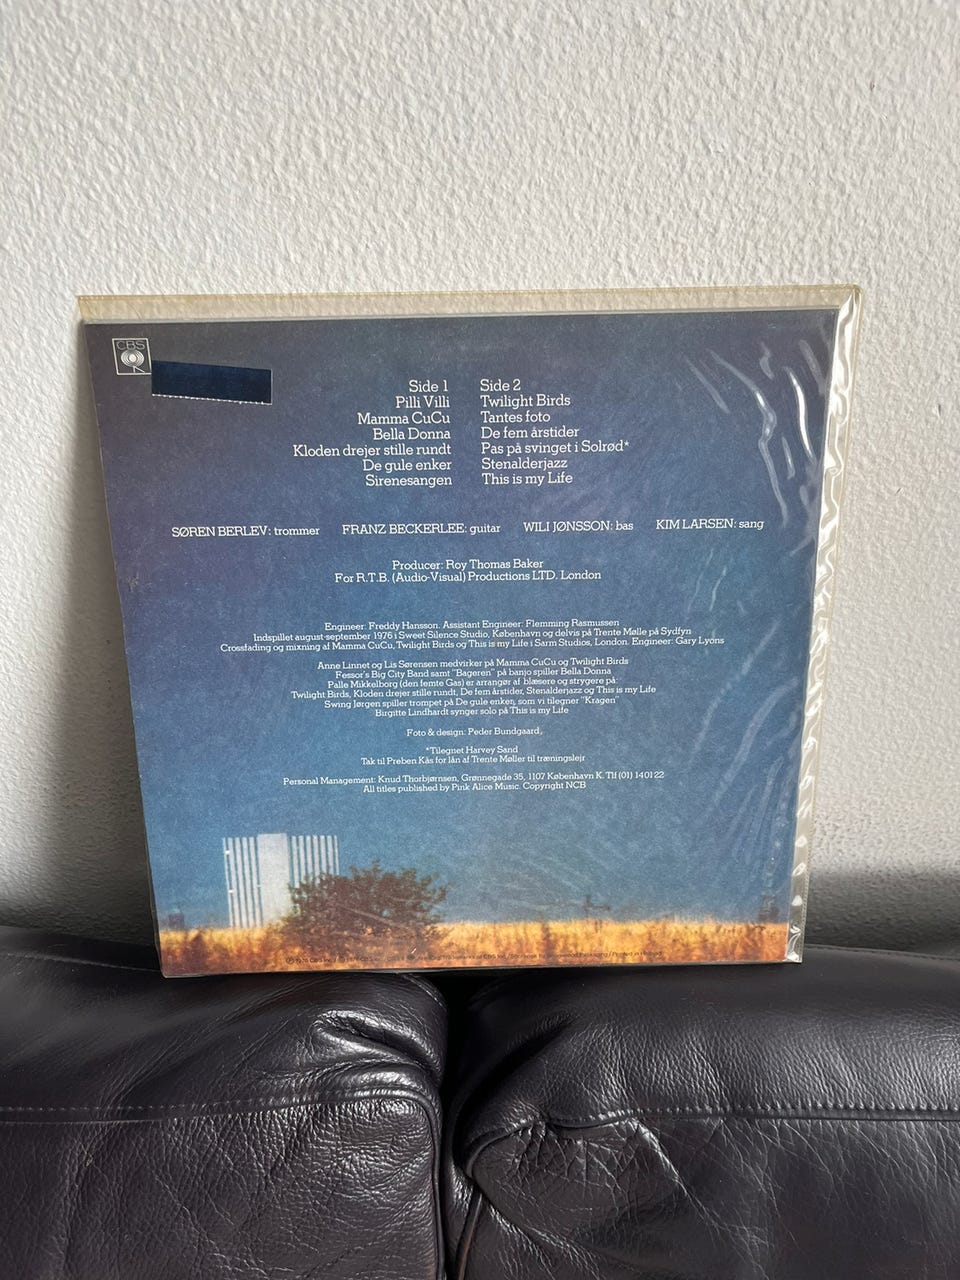 CBS
Side 1
Pilli Villi
Mamma CuCu
Bella Donna
Kloden drejer stille rundt
De gule enker
Sirenesangen
Side 2
Twilight Birds
Tantes foto
De fem årstider
Pas på svinget i Solrød*
Stenalderjazz
This is my Life
SØREN BERLEV: trommer FRANZ BECKERLEE: guitar WILI JØNSSON: bas KIM LARSEN: sang
Producer: Roy Thomas Baker
For R.T.B. (Audio-Visual) Productions LTD. London
Engineer: Freddy Hansson. Assistant Engineer: Flemming Rasmussen
Indspillet august-september 1976 i Sweet Silence Studio, København og delvis på Trente Mølle på Sydfyn
Crossfading og mixning af Mamma CuCu, Twilight Birds og This is my Life i Sarm Studios, London. Engineer: Gary Lyons
Anne Linnet og Lis Sørensen medvirker på Mamma CuCu og Twilight Birds
Fessor's Big City Band samt "Bageren" på banjo spiller Bella Donna
Palle Mikkelborg (den femte Gas) er arrangør af blæsere og strygere på:
Twilight Birds, Kloden drejer stille rundt, De fem årstider, Stenalderjazz og This is my Life
Swing Jørgen spiller trompet på De gule enker, som vi tilegner "Kragen"
Birgitte Lindhardt synger solo på This is my Life
Foto & design: Peder Bundgaard
*Tilegnet Harvey Sand
Tak til Preben Kås for lån af Trente Møller til træningslejr
Personal Management: Knud Thorbjørnsen, Grønnegade 35, 1107 København K. Tlf (01) 140122
All titles published by Pink Alice Music. Copyright NCB
1976 CBS Inc. CBS Inc. Printed in Holland